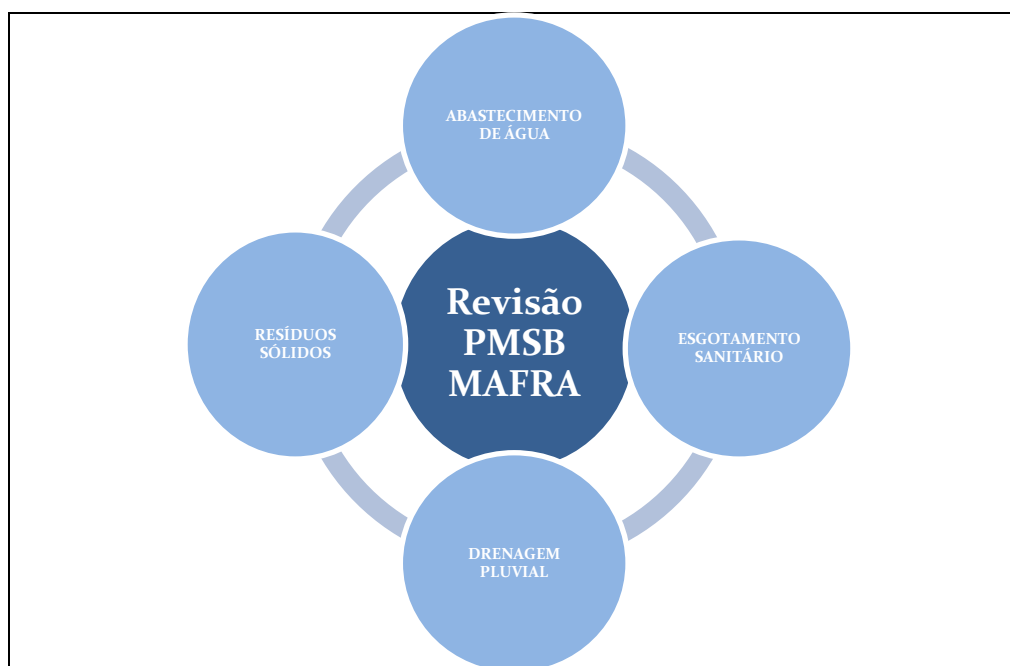 ABASTECIMENTO
DE ÁGUA
RESÍDUOS
SÓLIDOS
Revisão
PMSB
MAFRA
ESGOTAMENTO
SANITÁRIO
DRENAGEM
PLUVIAL